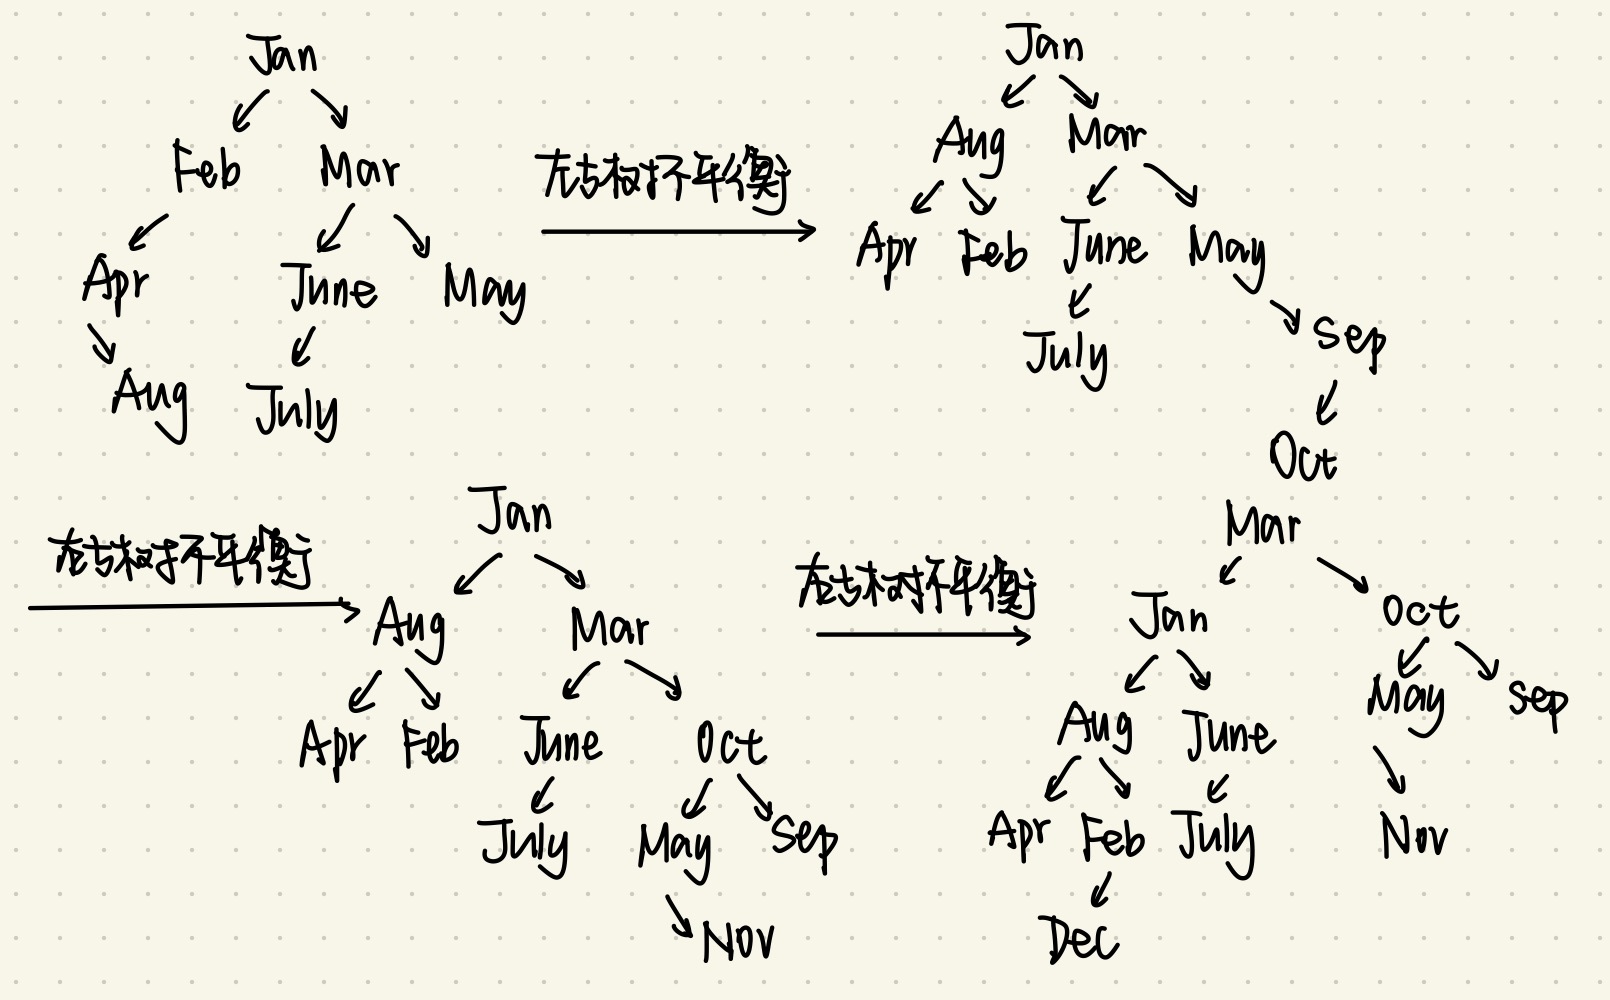 Jan
Feb Mar
Apr June May
Aug July
左右树不平衡
Jan
Aug Mar
Apr Feb June May
July Sep
Oct
左右树不平衡
Jan
Aug Mar
Apr Feb June Oct
July May Sep
Nov
左右树不平衡
Mar
Jan Oct
Aug June May Sep
Apr Feb July Nov
Dec